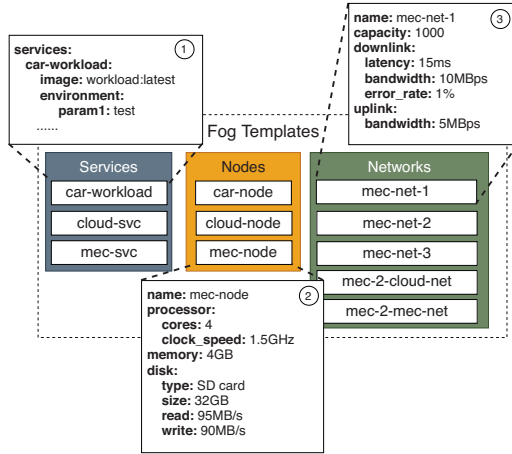 1
services:
car-workload:
image: workload:latest
environment:
param1: test
......
3
name: mec-net-1
capacity: 1000
downlink:
latency: 15ms
bandwidth: 10MBps
error_rate: 1%
uplink:
bandwidth: 5MBps
Fog Templates
Services
car-workload
cloud-svc
mec-svc
Nodes
car-node
cloud-node
mec-node
Networks
mec-net-1
mec-net-2
mec-net-3
mec-2-cloud-net
mec-2-mec-net
2
name: mec-node
processor:
cores: 4
clock_speed: 1.5GHz
memory: 4GB
disk:
type: SD card
size: 32GB
read: 95MB/s
write: 90MB/s